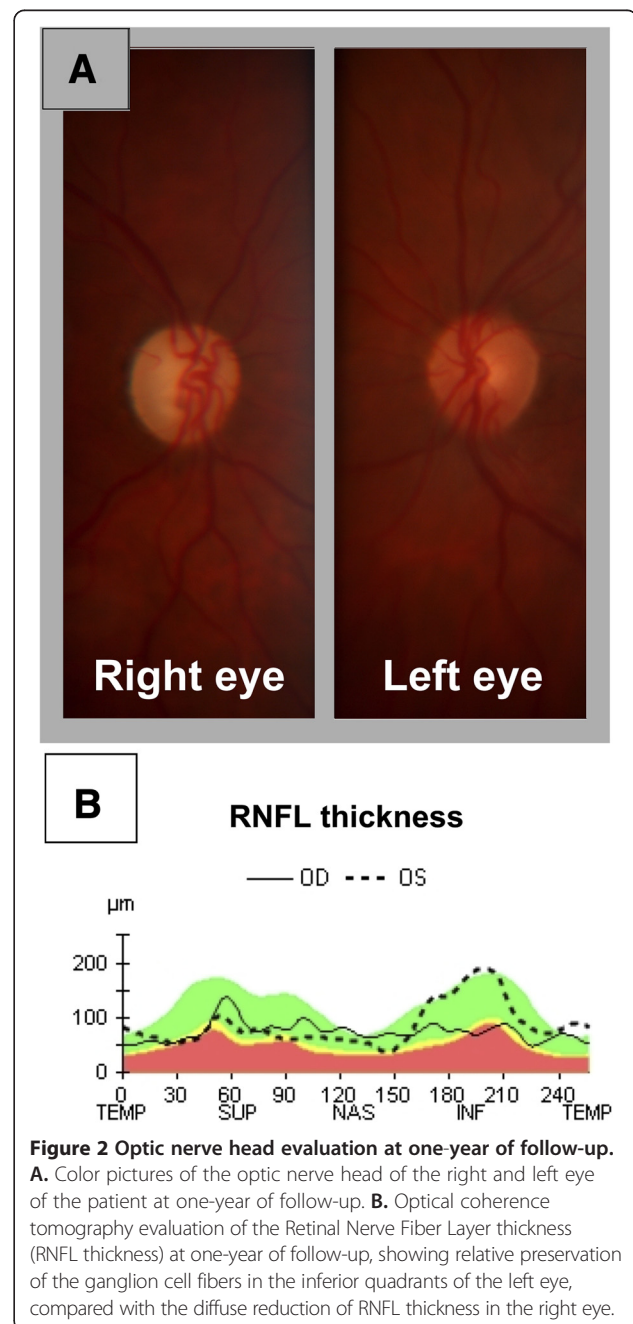 A
Right eye
Left eye
B
RNFL thickness
OD OS
µm
200
100
0
0 30 60 90 120 150 180 210 240
TEMP SUP NAS INF TEMP
Figure 2 Optic nerve head evaluation at one-year of follow-up.
A. Color pictures of the optic nerve head of the right and left eye
of the patient at one-year of follow-up. B. Optical coherence
tomography evaluation of the Retinal Nerve Fiber Layer thickness
(RNFL thickness) at one-year of follow-up, showing relative preservation
of the ganglion cell fibers in the inferior quadrants of the left eye,
compared with the diffuse reduction of RNFL thickness in the right eye.